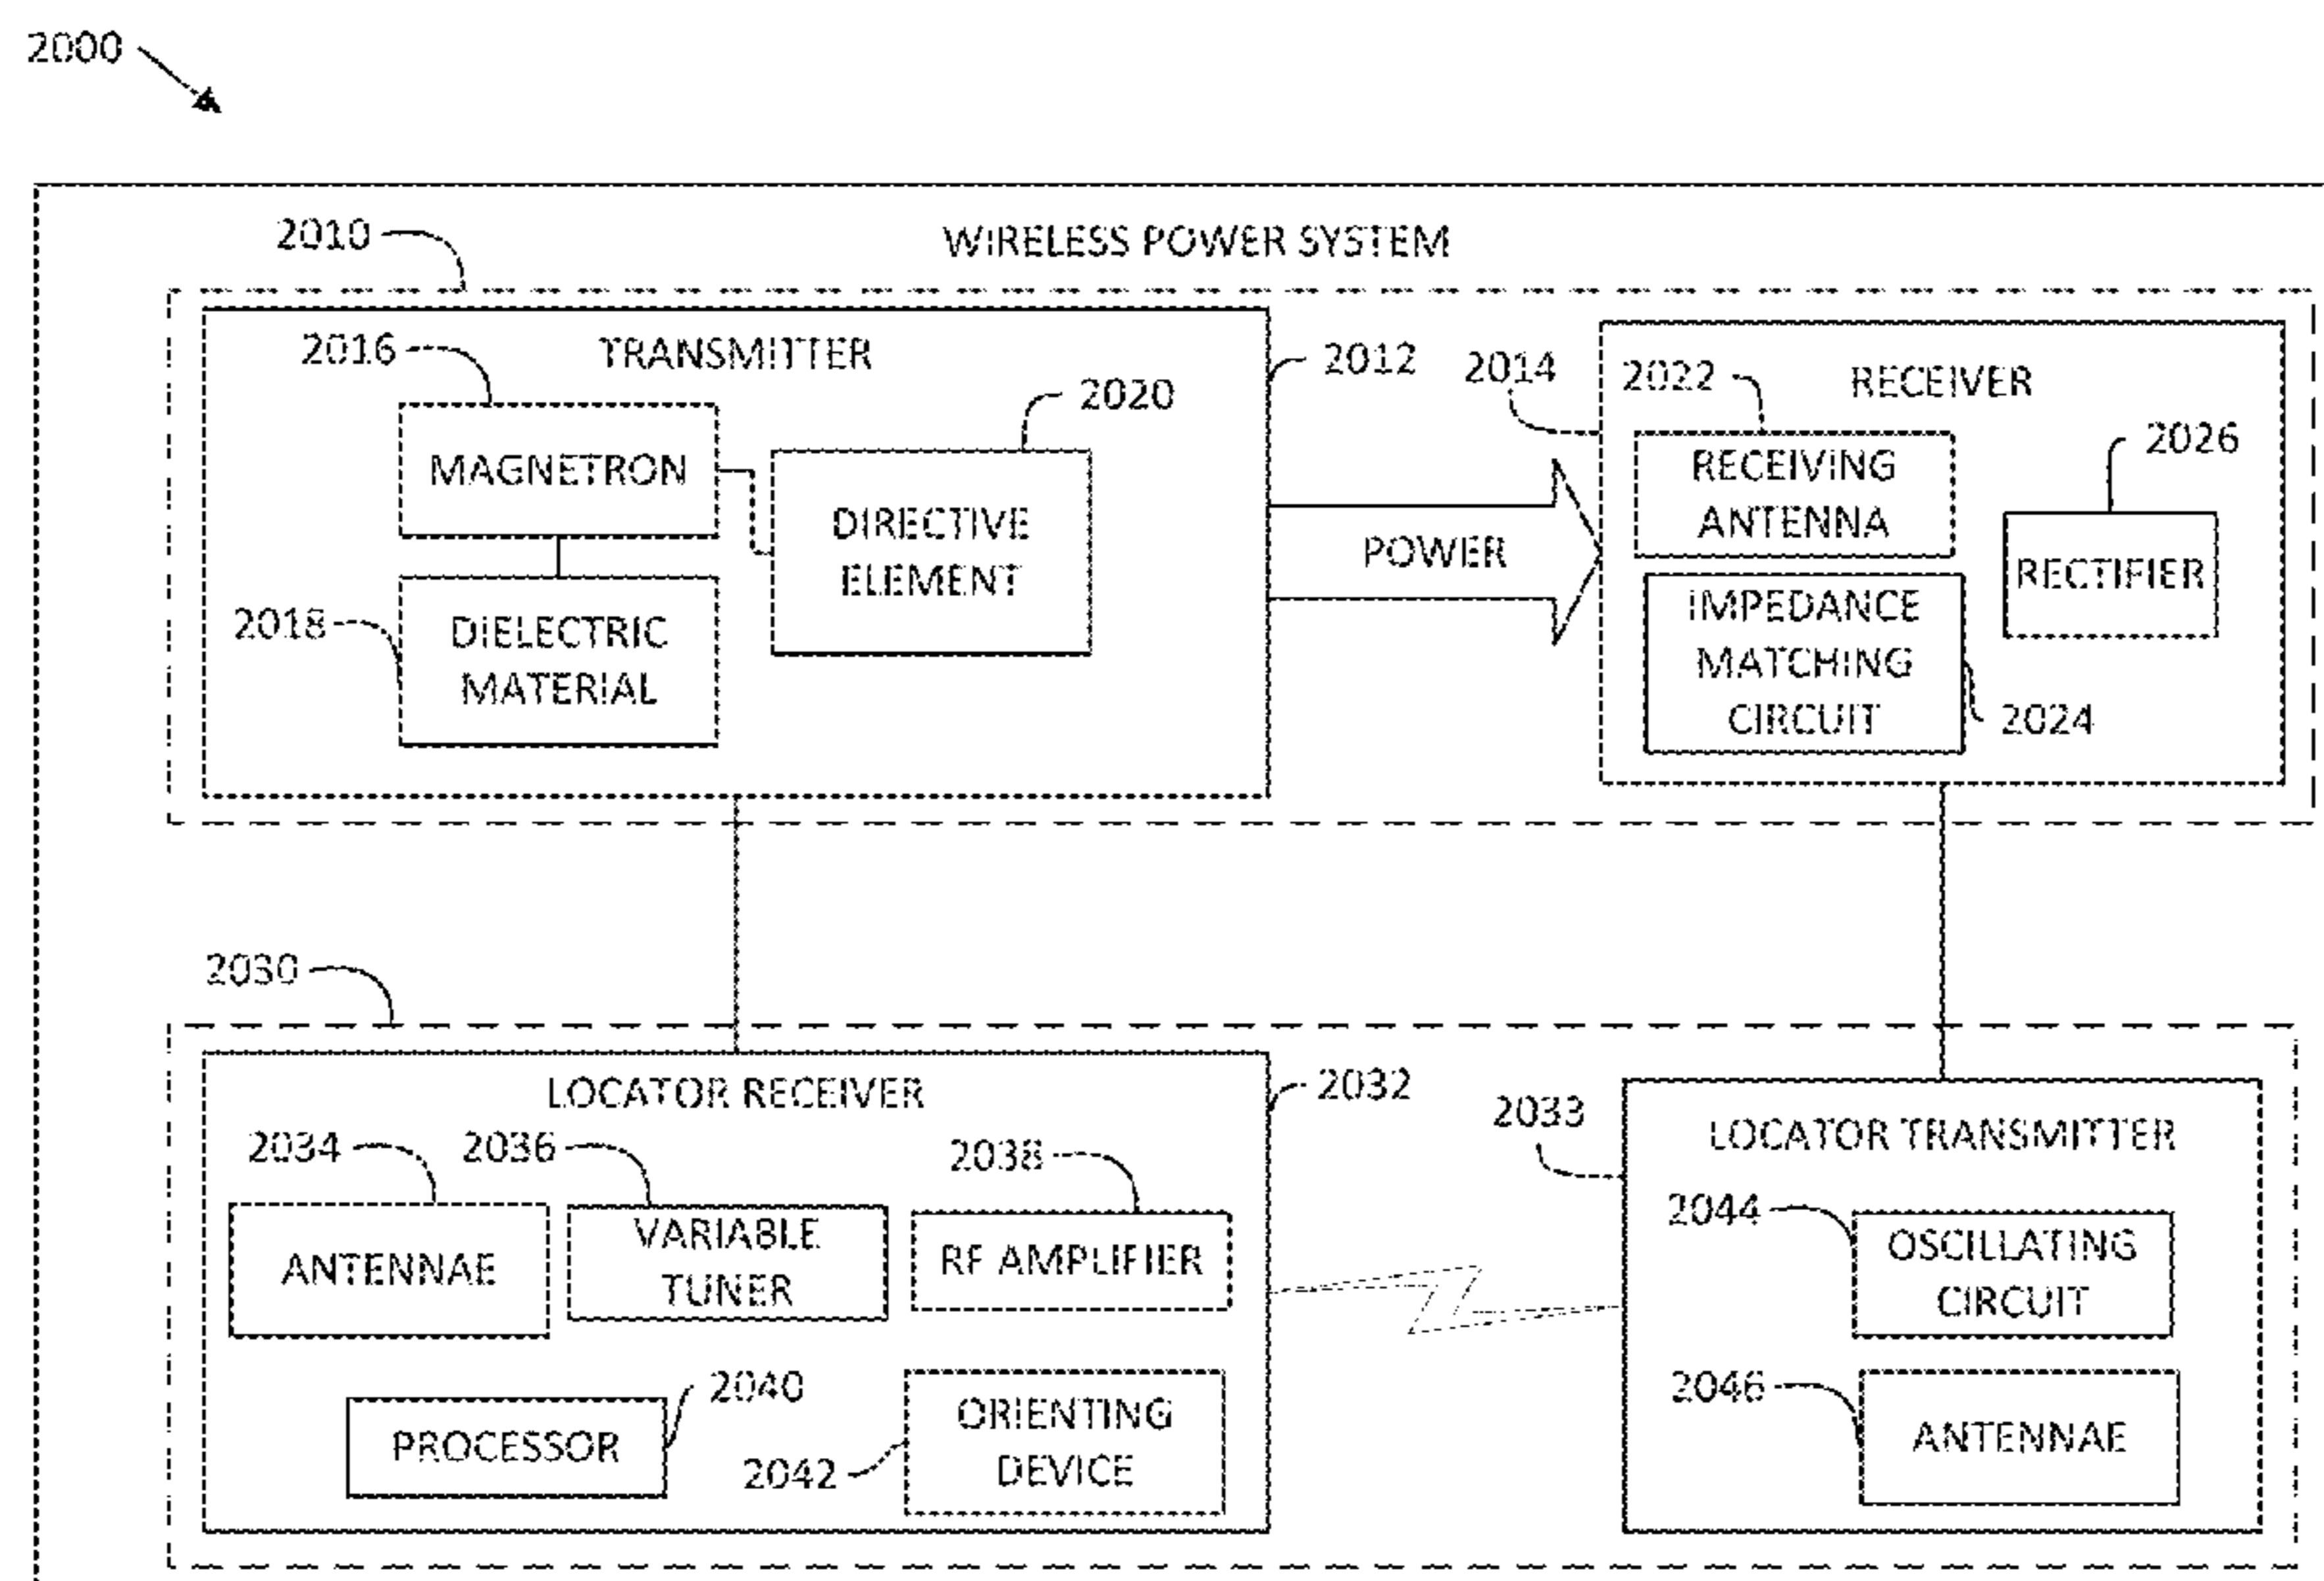 2000
WIRELESS POWER SYSTEM
2010
TRANSMITTER
2016
MAGNETRON
2018
DIELECTRIC
MATERIAL
2020
DIRECTIVE
ELEMENT
2012
POWER
2014
RECEIVER
2022
RECEIVING
ANTENNA
2026
RECTIFIER
IMPEDANCE
MATCHING
CIRCUIT
2024
2030
LOCATOR RECEIVER
2032
2034
ANTENNAE
2036
VARIABLE
TUNER
2038
RF AMPLIFIER
2040
PROCESSOR
2042
ORIENTING
DEVICE
2033
LOCATOR TRANSMITTER
2044
OSCILLATING
CIRCUIT
2046
ANTENNAE